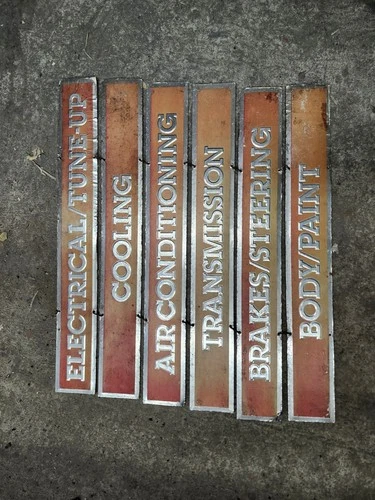 ELECTRICAL/TUNE-UP
COOLING
AIR CONDITIONING
TRANSMISSION
BRAKES/STEERING
BODY/PAINT